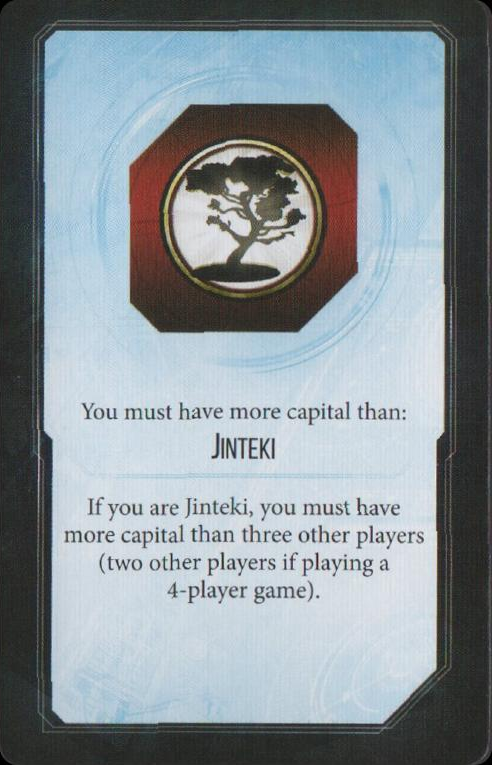 You must have more capital than:
JINTEKI
If you are Jinteki, you must have
more capital than three other players
(two other players if playing a
4-player game).